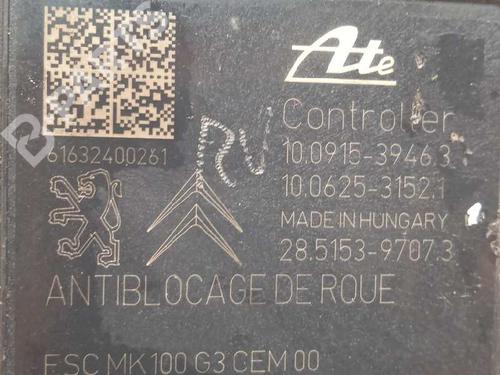 Ate
Controller
61632400261
RV
10.0915-3946.3
10.0625-3152.1
MADE IN HUNGARY
28.5153-9707.3
ANTIBLOCAGE DE ROUE
ESC MK100 G3 CEM 00